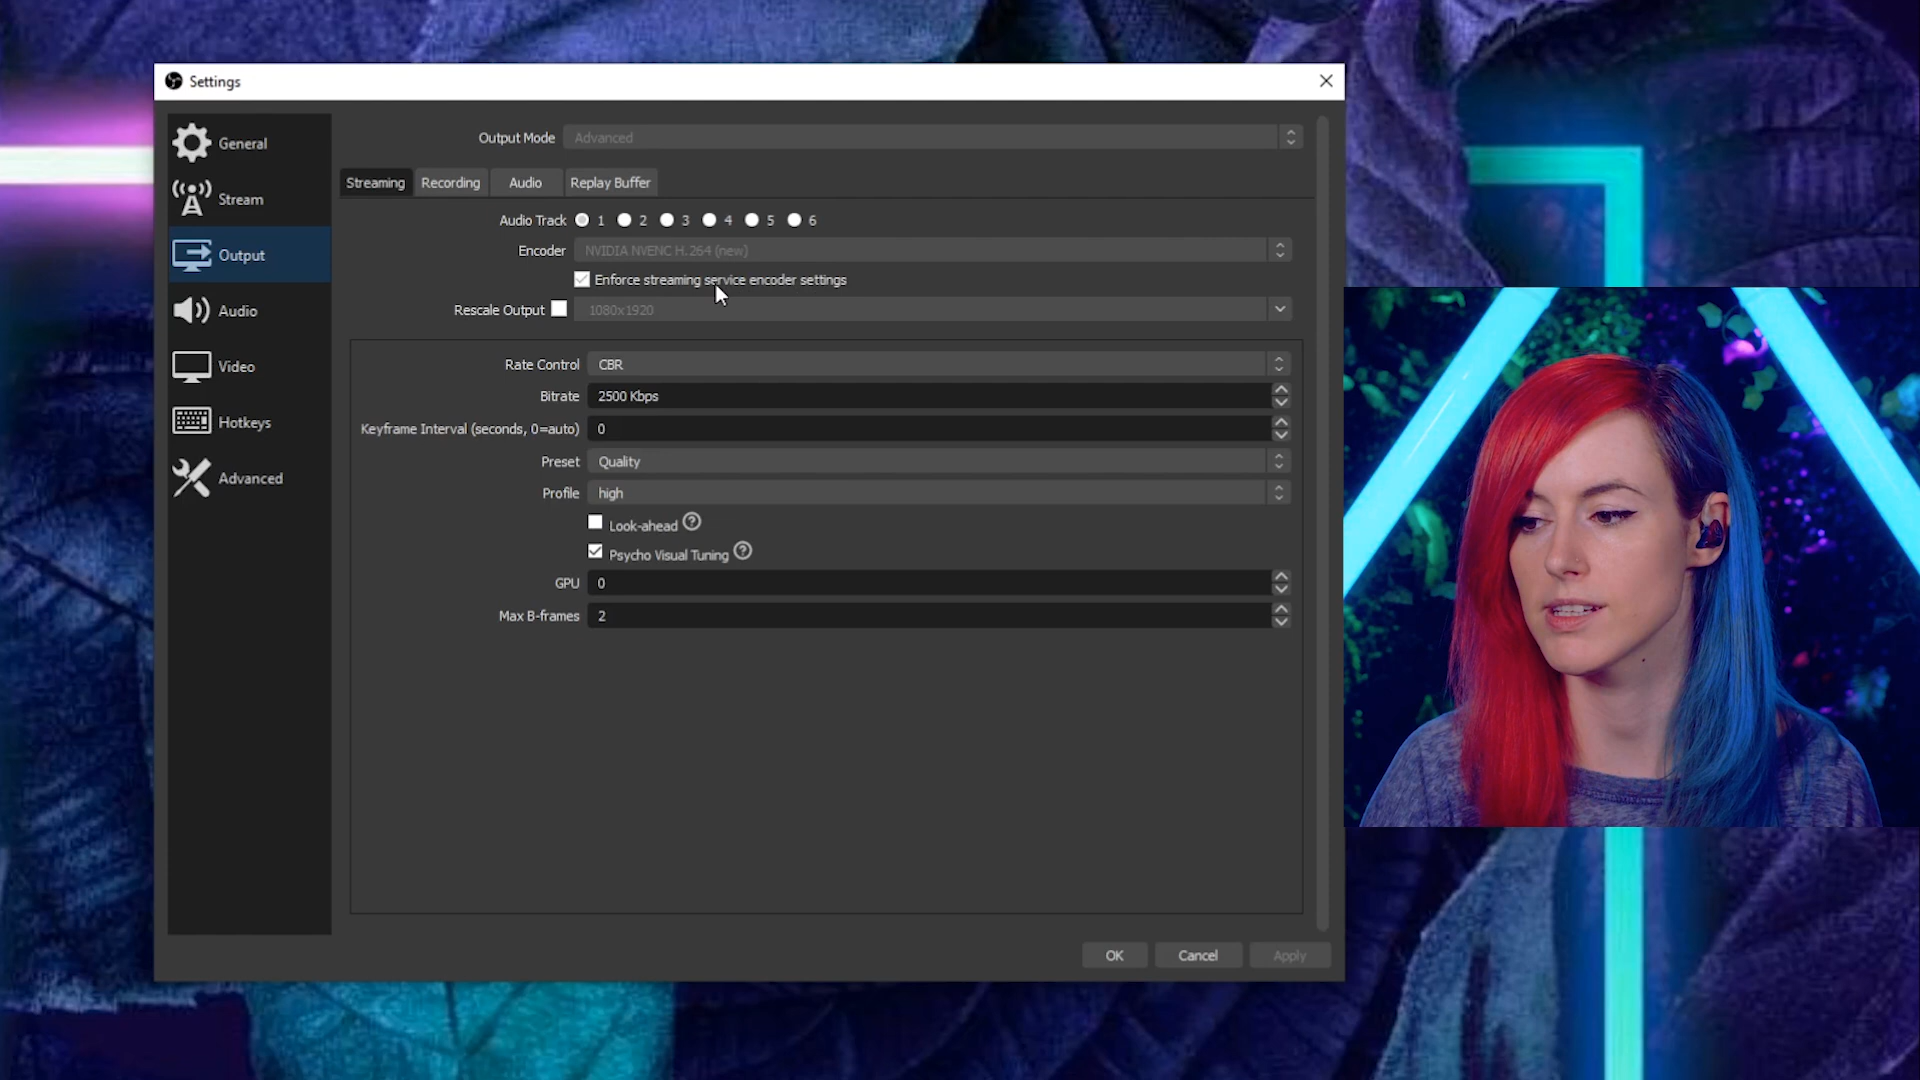 Settings
General
Stream
Output
Audio
Video
Hotkeys
Advanced
Output Mode Advanced
Streaming Recording Audio Replay Buffer
Audio Track 1 2 3 4 5 6
Encoder NVIDIA NVENC H.264 (new)
Enforce streaming service encoder settings
Rescale Output 1080x1920
Rate Control CBR
Bitrate 2500 Kbps
Keyframe Interval (seconds, 0=auto) 0
Preset Quality
Profile high
Look-ahead ?
Psycho Visual Tuning ?
GPU 0
Max B-frames 2
OK Cancel Apply